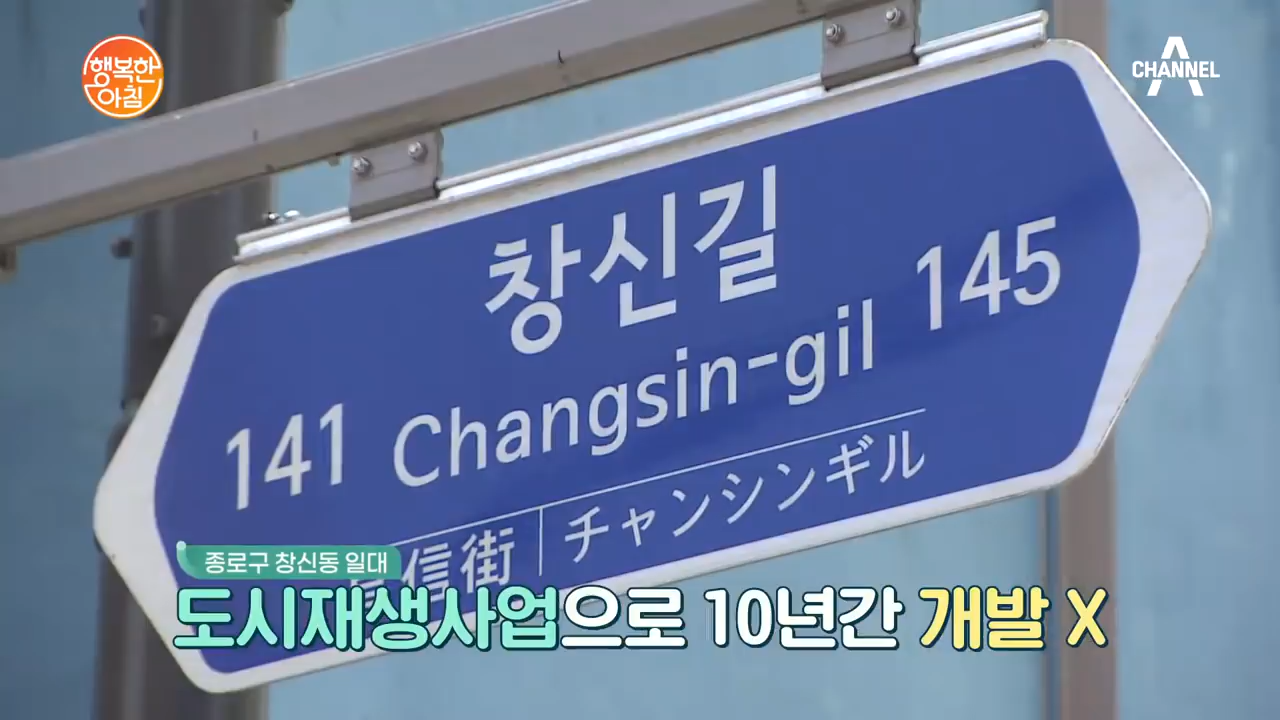 행복한
아침
CHANNEL A
창신길
141 Changsin-gil 145
信街 チャンシンギル
종로구 창신동 일대
도시재생사업으로 10년간 개발 X